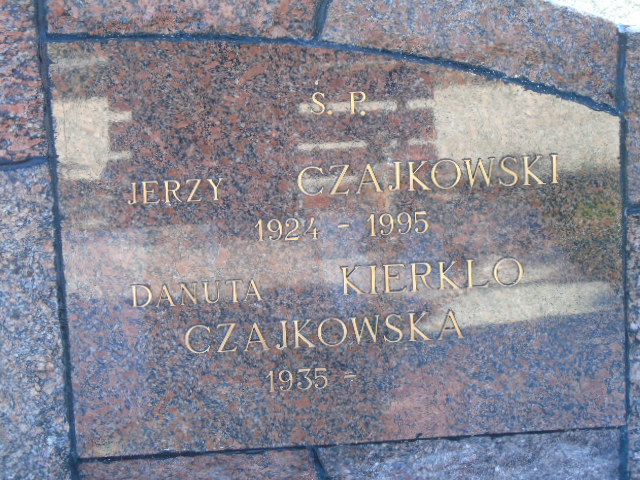 Ś. P.
JERZY CZAJKOWSKI
1924 - 1995
DANUTA KIERKLO
CZAJKOWSKA
1935 -